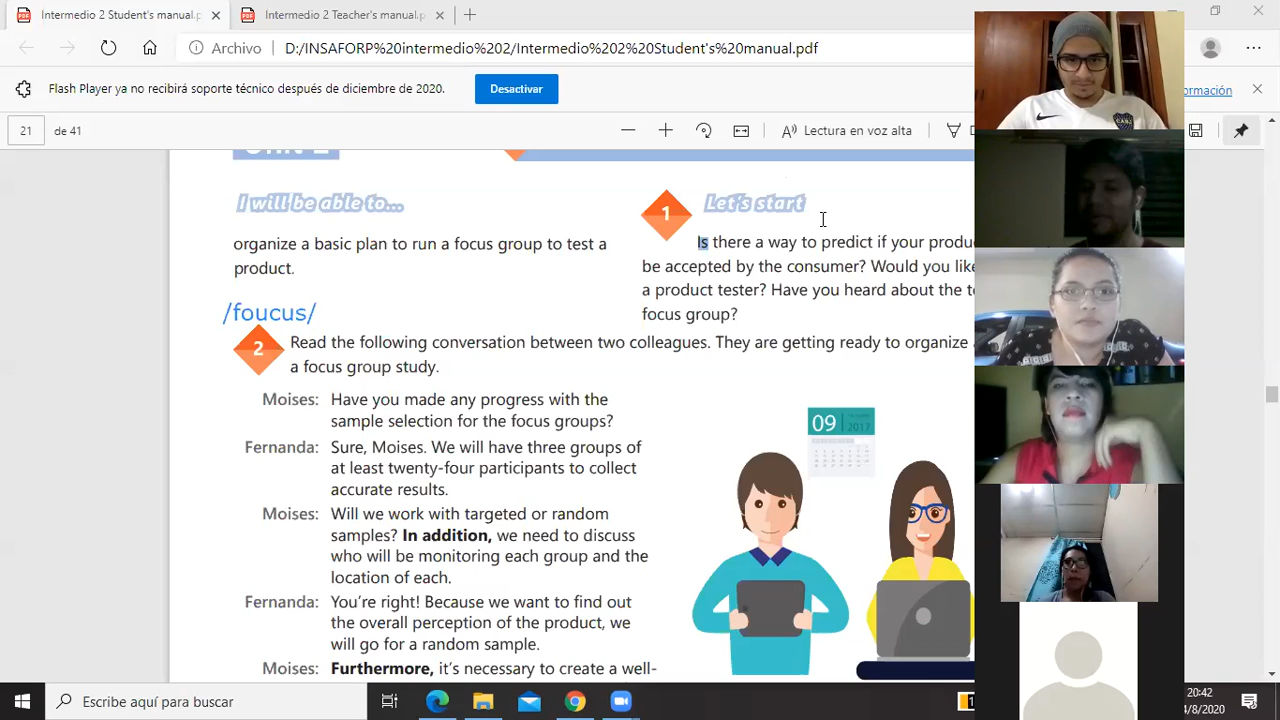 Intermedio 2 Student's manual.p
Intermedio 2 Teacher's manual.p
Archivo
D:/INSAFORP%20intermedio%202/Intermedio%202%20Student's%20manual.pdf
Flash Player ya no recibirá soporte técnico después de diciembre de 2020.
Desactivar
formación
21 de 41
Lectura en voz alta
I will be able to...
organize a basic plan to run a focus group to test a
product.
/foucus/
1
Let's start
Is there a way to predict if your produ
be accepted by the consumer? Would you like
a product tester? Have you heard about the te
focus group?
2
Read the following conversation between two colleagues. They are getting ready to organize
a focus group study.
Moises: Have you made any progress with the
sample selection for the focus groups?
Fernanda: Sure, Moises. We will have three groups of
at least twenty-four participants to collect
accurate results.
Moises: Will we work with targeted or random
samples? In addition, we need to discuss
who will be monitoring each group and the
location of each.
Fernanda: You're right! Because we want to find out
the overall perception of the product, we
will go for a random sample.
Moises: Furthermore, it's necessary to create a well-
09
2017
Escribe aquí para buscar
20:42
4/8/2020